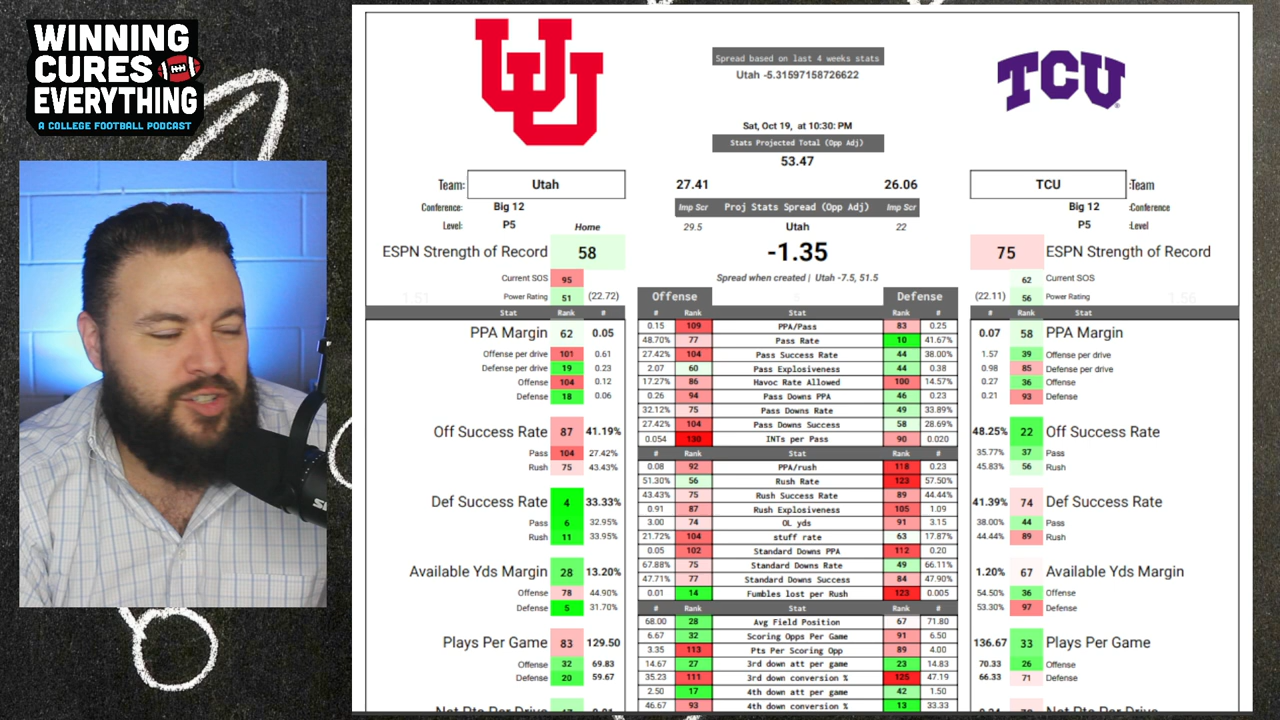 WINNING
CURES
EVERYTHING
A COLLEGE FOOTBALL PODCAST
TCU
Spread based on last 4 weeks stats
Utah -5.31597158726622
Sat, Oct 19, at 10:30: PM
Stats Projected Total (Opp Adj)
53.47
Team: Utah 27.41 26.06 TCU :Team
Conference: Big 12 Imp Scr Proj Stats Spread (Opp Adj) Imp Scr Big 12 :Conference
Level: P5 Home 29.5 Utah 22 P5 :Level
ESPN Strength of Record 58 -1.35 75 ESPN Strength of Record
Current SOS 95 Spread when created | Utah -7.5, 51.5 62 Current SOS
Power Rating 51 (22.72) Offense Defense (22.11) 56 Power Rating
Stat Rank # # Rank Stat Rank # # Rank Stat
PPA Margin 62 0.05
Offense per drive 101 0.61
Defense per drive 19 0.23
Offense 104 0.12
Defense 18 0.06
Off Success Rate 87 41.19%
Pass 104 27.42%
Rush 75 43.43%
Def Success Rate 4 33.33%
Pass 6 32.95%
Rush 11 33.95%
Available Yds Margin 28 13.20%
Offense 78 44.90%
Defense 5 31.70%
Plays Per Game 83 129.50
Offense 32 69.83
Defense 20 59.67
0.15 109 PPA/Pass 83 0.25
48.70% 77 Pass Rate 10 41.67%
27.42% 104 Pass Success Rate 44 38.00%
2.07 60 Pass Explosiveness 44 0.38
17.27% 86 Havoc Rate Allowed 100 14.57%
0.26 94 Pass Downs PPA 46 0.23
32.12% 75 Pass Downs Rate 49 33.89%
27.42% 104 Pass Downs Success 58 28.69%
0.054 130 INTs per Pass 90 0.020
# Rank Stat Rank #
0.08 92 PPA/rush 118 0.23
51.30% 56 Rush Rate 123 57.50%
43.43% 75 Rush Success Rate 89 44.44%
0.91 87 Rush Explosiveness 105 1.09
3.00 74 OL yds 91 3.15
21.72% 104 stuff rate 63 17.87%
0.05 102 Standard Downs PPA 112 0.20
67.88% 75 Standard Downs Rate 49 66.11%
47.71% 77 Standard Downs Success 84 47.90%
0.01 14 Fumbles lost per Rush 123 0.005
# Rank Stat Rank #
68.00 28 Avg Field Position 67 71.80
6.67 32 Scoring Opps Per Game 91 6.50
3.35 113 Pts Per Scoring Opp 89 4.00
14.67 27 3rd down att per game 23 14.83
35.23 111 3rd down conversion % 125 47.19
2.50 17 4th down att per game 42 1.50
46.67 93 4th down conversion % 13 33.33
0.07 58 PPA Margin
1.57 39 Offense per drive
0.98 85 Defense per drive
0.27 36 Offense
0.21 93 Defense
48.25% 22 Off Success Rate
35.77% 37 Pass
45.83% 56 Rush
41.39% 74 Def Success Rate
38.00% 44 Pass
44.44% 89 Rush
1.20% 67 Available Yds Margin
54.50% 36 Offense
53.30% 97 Defense
136.67 33 Plays Per Game
70.33 26 Offense
66.33 71 Defense